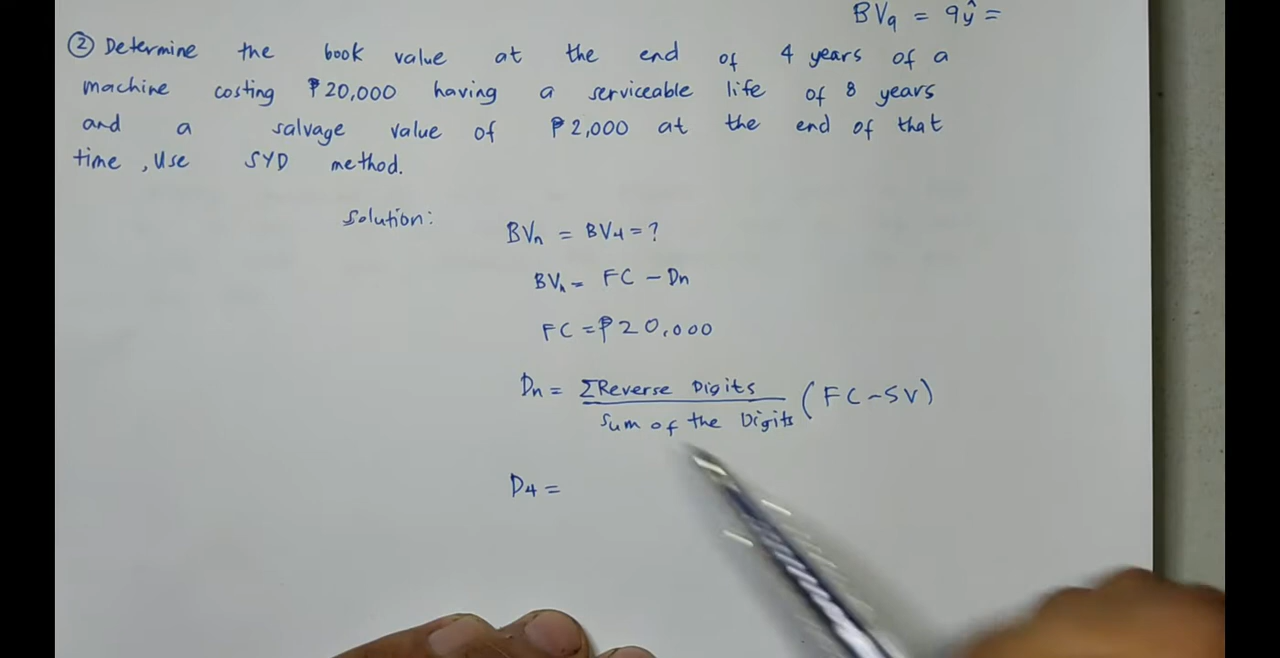 BV9 = 9ŷ =
② Determine the book value at the end of 4 years of a
machine costing ₱20,000 having a serviceable life of 8 years
and a salvage value of ₱2,000 at the end of that
time, Use SYD method.
Solution:
BVn = BV4 = ?
BVn = FC - Dn
FC = ₱20,000
Dn = ΣReverse Digits / Sum of the Digits (FC - SV)
D4 =